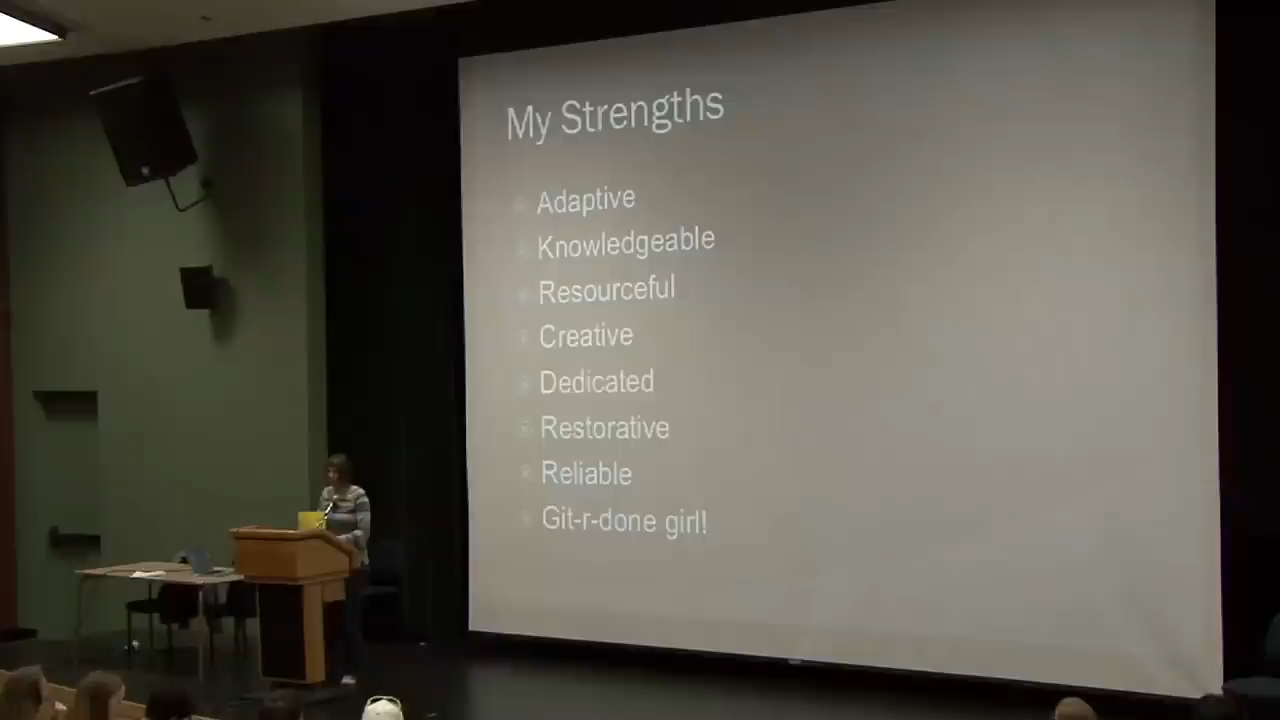 My Strengths
Adaptive
Knowledgeable
Resourceful
Creative
Dedicated
Restorative
Reliable
Git-r-done girl!